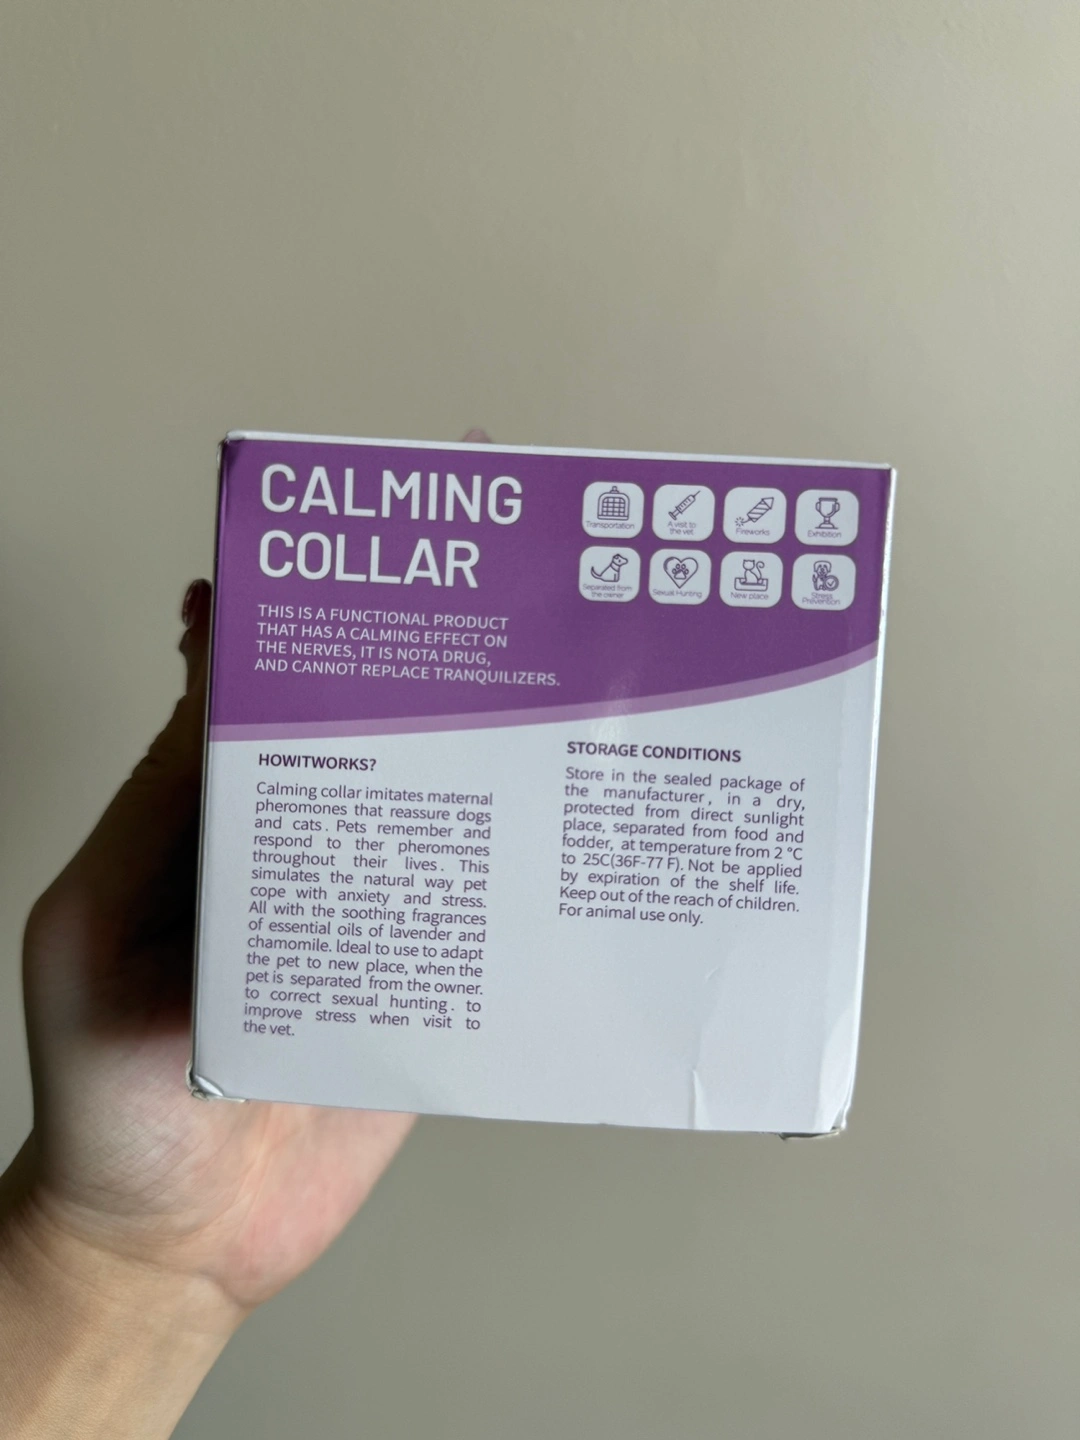 CALMING
COLLAR
THIS IS A FUNCTIONAL PRODUCT
THAT HAS A CALMING EFFECT ON
THE NERVES, IT IS NOTA DRUG,
AND CANNOT REPLACE TRANQUILIZERS.
Transportation
A visit to
the vet
Fireworks
Exhibition
Separated from
the owner
Sexual Hunting
New place
Stress
Prevention
HOWITWORKS?
Calming collar imitates maternal
pheromones that reassure dogs
and cats. Pets remember and
respond to ther pheromones
throughout their lives. This
simulates the natural way pet
cope with anxiety and stress.
All with the soothing fragrances
of essential oils of lavender and
chamomile. Ideal to use to adapt
the pet to new place, when the
pet is separated from the owner.
to correct sexual hunting. to
improve stress when visit to
the vet.
STORAGE CONDITIONS
Store in the sealed package of
the manufacturer, in a dry,
protected from direct sunlight
place, separated from food and
fodder, at temperature from 2 °C
to 25C(36F-77 F). Not be applied
by expiration of the shelf life.
Keep out of the reach of children.
For animal use only.